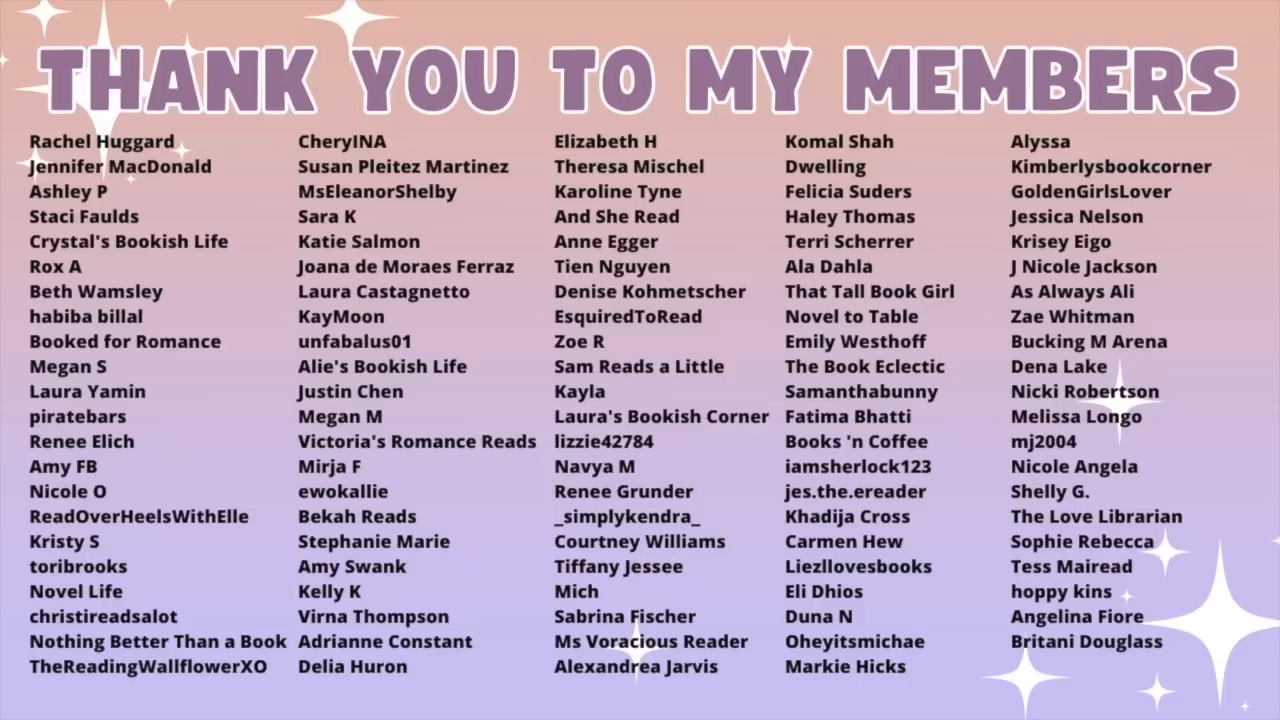 THANK YOU TO MY MEMBERS
Rachel Huggard
Jennifer MacDonald
Ashley P
Staci Faulds
Crystal's Bookish Life
Rox A
Beth Wamsley
habiba billal
Booked for Romance
Megan S
Laura Yamin
piratebars
Renee Elich
Amy FB
Nicole O
ReadOverHeelsWithElle
Kristy S
toribrooks
Novel Life
christireadsalot
Nothing Better Than a Book
TheReadingWallflowerXO
CheryINA
Susan Pleitez Martinez
MsEleanorShelby
Sara K
Katie Salmon
Joana de Moraes Ferraz
Laura Castagnetto
KayMoon
unfabalus01
Alie's Bookish Life
Justin Chen
Megan M
Victoria's Romance Reads
Mirja F
ewokallie
Bekah Reads
Stephanie Marie
Amy Swank
Kelly K
Virna Thompson
Adrianne Constant
Delia Huron
Elizabeth H
Theresa Mischel
Karoline Tyne
And She Read
Anne Egger
Tien Nguyen
Denise Kohmetscher
EsquiredToRead
Zoe R
Sam Reads a Little
Kayla
Laura's Bookish Corner
lizzie42784
Navya M
Renee Grunder
_simplykendra_
Courtney Williams
Tiffany Jessee
Mich
Sabrina Fischer
Ms Voracious Reader
Alexandrea Jarvis
Komal Shah
Dwelling
Felicia Suders
Haley Thomas
Terri Scherrer
Ala Dahla
That Tall Book Girl
Novel to Table
Emily Westhoff
The Book Eclectic
Samanthabunny
Fatima Bhatti
Books 'n Coffee
iamsherlock123
jes.the.ereader
Khadija Cross
Carmen Hew
Liezllovesbooks
Eli Dhios
Duna N
Oheyitsmichae
Markie Hicks
Alyssa
Kimberlysbookcorner
GoldenGirlsLover
Jessica Nelson
Krisey Eigo
J Nicole Jackson
As Always Ali
Zae Whitman
Bucking M Arena
Dena Lake
Nicki Robertson
Melissa Longo
mj2004
Nicole Angela
Shelly G.
The Love Librarian
Sophie Rebecca
Tess Mairead
hoppy kins
Angelina Fiore
Britani Douglass